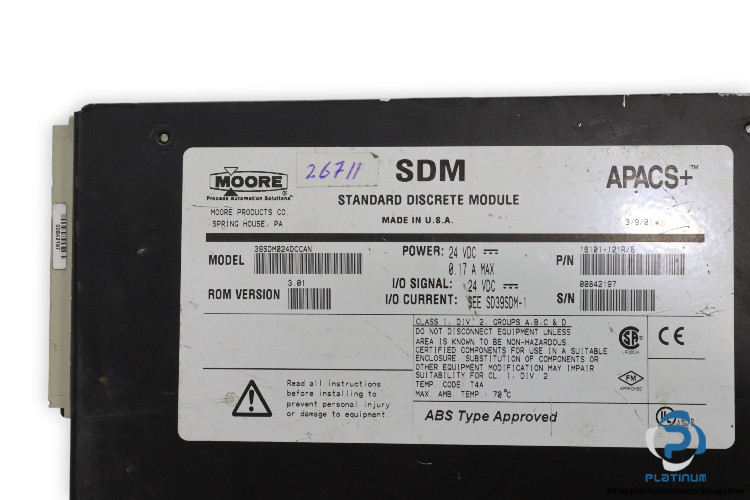 26711
SDM
APACS+™
MOORE
Process Automation Solutions
STANDARD DISCRETE MODULE
MADE IN U.S.A.
MOORE PRODUCTS CO.
SPRING HOUSE, PA
3/9/01
39SDM024DCCAN
MODEL
POWER: 24 VDC
0.17 A MAX
16101-121R/6
P/N
3.01
ROM VERSION
I/O SIGNAL: 24 VDC
I/O CURRENT: SEE SD39SDM-1
00842197
S/N
CLASS I, DIV 2, GROUPS A,B,C & D
DO NOT DISCONNECT EQUIPMENT UNLESS
AREA IS KNOWN TO BE NON-HAZARDOUS
CERTIFIED COMPONENTS FOR USE IN A SUITABLE
ENCLOSURE. SUBSTITUTION OF COMPONENTS OR
OTHER EQUIPMENT MODIFICATION MAY IMPAIR
SUITABILITY FOR CL. I, DIV. 2
TEMP. CODE: T4A
MAX AMB TEMP: 70°C
Read all instructions
before installing to
prevent personal injury
or damage to equipment.
ABS Type Approved
CE
FM
APPROVED
00842197
PLATINUM